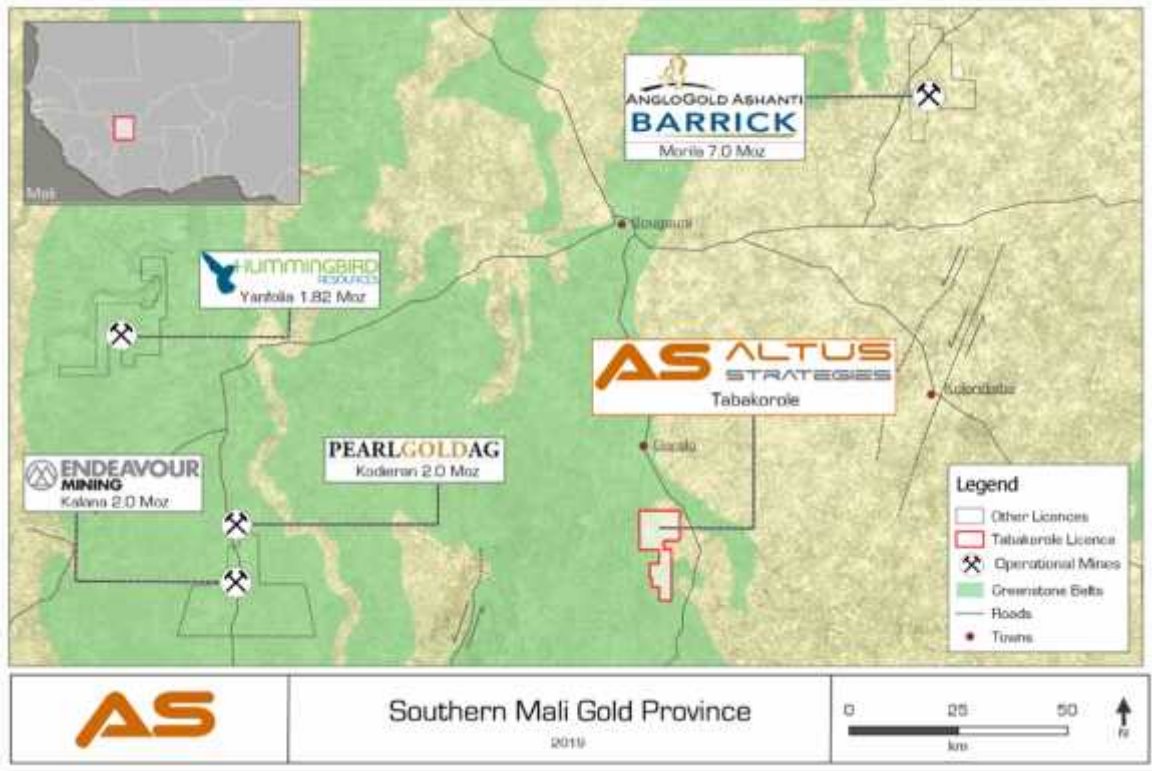 Mali
ANGLOGOLD ASHANTI
BARRICK
Morila 7.0 Moz
HUMMINGBIRD
RESOURCES
Yanfolia 1.82 Moz
AS ALTUS
STRATEGIES
Tabakorole
PEARLGOLDAG
Kodieran 2.0 Moz
ENDEAVOUR
MINING
Kalana 2.0 Moz
Legend
Other Licences
Tabakorole Licence
Operational Mines
Greenstone Belts
Roads
Towns
AS
Southern Mali Gold Province
2019
0 25 50
km
N